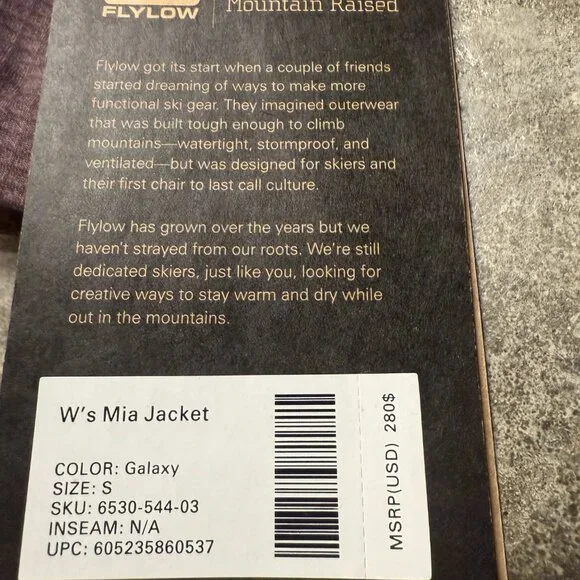 FLYLOW
Mountain Raised
Flylow got its start when a couple of friends
started dreaming of ways to make more
functional ski gear. They imagined outerwear
that was built tough enough to climb
mountains—watertight, stormproof, and
ventilated—but was designed for skiers and
their first chair to last call culture.
Flylow has grown over the years but we
haven't strayed from our roots. We're still
dedicated skiers, just like you, looking for
creative ways to stay warm and dry while
out in the mountains.
W's Mia Jacket
COLOR: Galaxy
SIZE: S
SKU: 6530-544-03
INSEAM: N/A
UPC: 605235860537
MSRP(USD) 280$